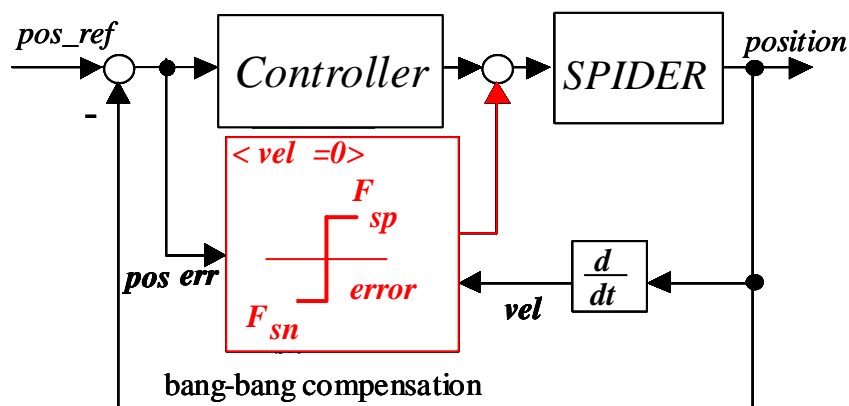 pos_ref
position
Controller
SPIDER
-
< vel =0>
F sp
error
F sn
pos err
vel
d
dt
bang-bang compensation